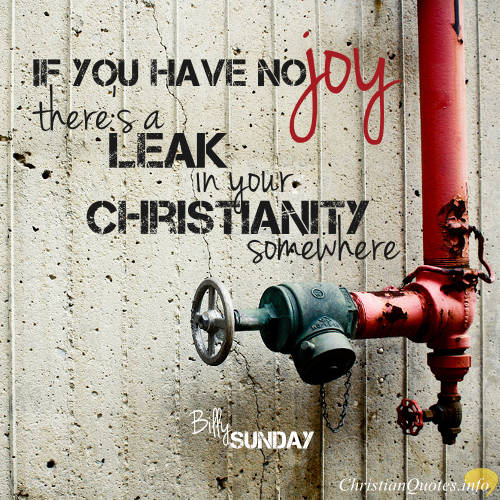 IF YOU HAVE NO joy
there's a
LEAK
in your
CHRISTIANITY
somewhere
Billy SUNDAY
ChristianQuotes.info